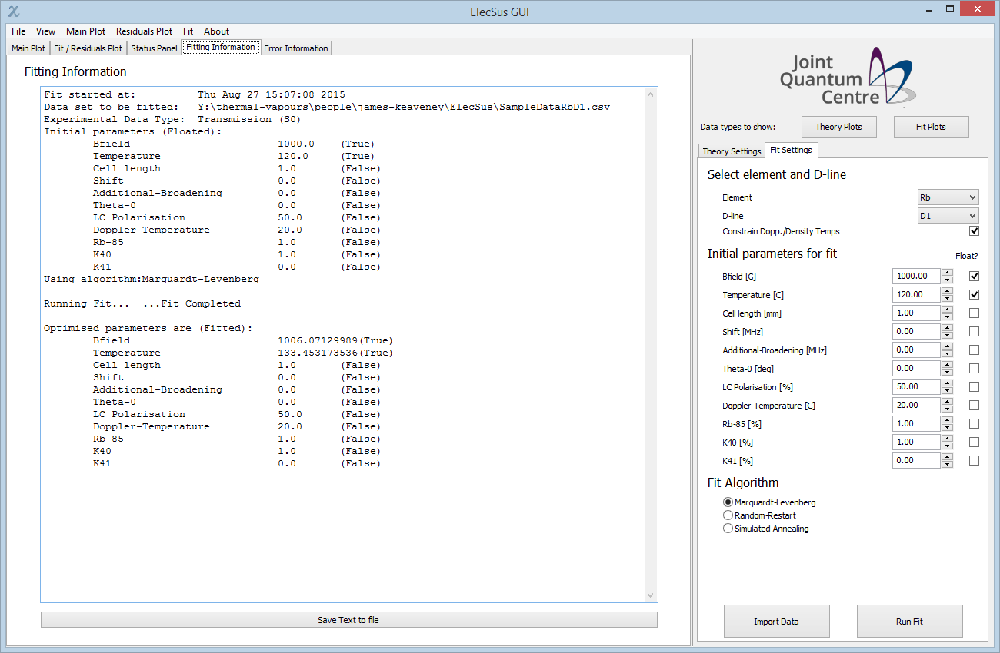 ElecSus GUI
File View Main Plot Residuals Plot Fit About
Main Plot Fit / Residuals Plot Status Panel Fitting Information Error Information
Fitting Information
Fit started at: Thu Aug 27 15:07:08 2015
Data set to be fitted: Y:\thermal-vapours\people\james-keaveney\ElecSus\SampleDataRbD1.csv
Experimental Data Type: Transmission (S0)
Initial parameters (Floated):
Bfield 1000.0 (True)
Temperature 120.0 (True)
Cell length 1.0 (False)
Shift 0.0 (False)
Additional-Broadening 0.0 (False)
Theta-0 0.0 (False)
LC Polarisation 50.0 (False)
Doppler-Temperature 20.0 (False)
Rb-85 1.0 (False)
K40 1.0 (False)
K41 0.0 (False)
Using algorithm:Marquardt-Levenberg
Running Fit... ...Fit Completed
Optimised parameters are (Fitted):
Bfield 1006.07129989(True)
Temperature 133.453173536(True)
Cell length 1.0 (False)
Shift 0.0 (False)
Additional-Broadening 0.0 (False)
Theta-0 0.0 (False)
LC Polarisation 50.0 (False)
Doppler-Temperature 20.0 (False)
Rb-85 1.0 (False)
K40 1.0 (False)
K41 0.0 (False)
Save Text to file
Joint
Quantum
Centre
Data types to show: Theory Plots Fit Plots
Theory Settings Fit Settings
Select element and D-line
Element Rb
D-line D1
Constrain Dopp./Density Temps
Initial parameters for fit Float?
Bfield [G] 1000.00
Temperature [C] 120.00
Cell length [mm] 1.00
Shift [MHz] 0.00
Additional-Broadening [MHz] 0.00
Theta-0 [deg] 0.00
LC Polarisation [%] 50.00
Doppler-Temperature [C] 20.00
Rb-85 [%] 1.00
K40 [%] 1.00
K41 [%] 0.00
Fit Algorithm
Marquardt-Levenberg
Random-Restart
Simulated Annealing
Import Data Run Fit